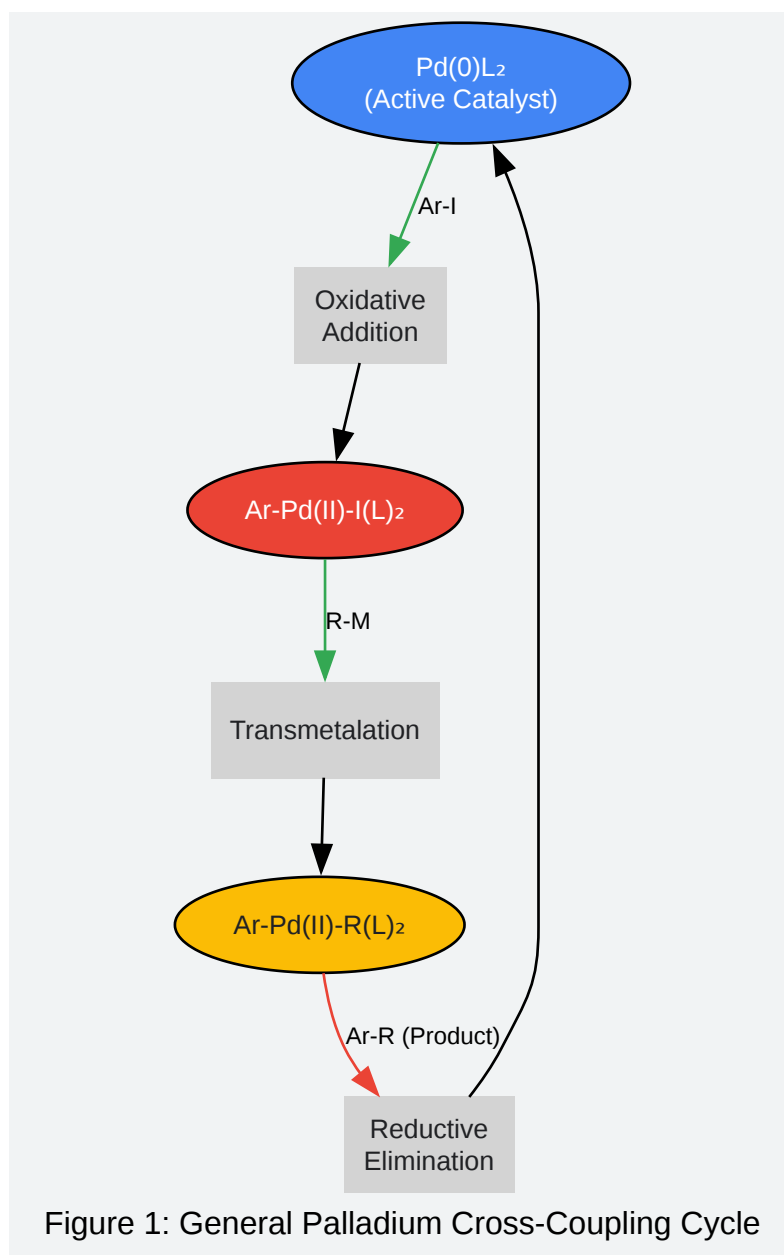 Pd(0)L₂
(Active Catalyst)
Ar-I
Oxidative
Addition
Ar-Pd(II)-I(L)₂
R-M
Transmetalation
Ar-Pd(II)-R(L)₂
Ar-R (Product)
Reductive
Elimination
Figure 1: General Palladium Cross-Coupling Cycle